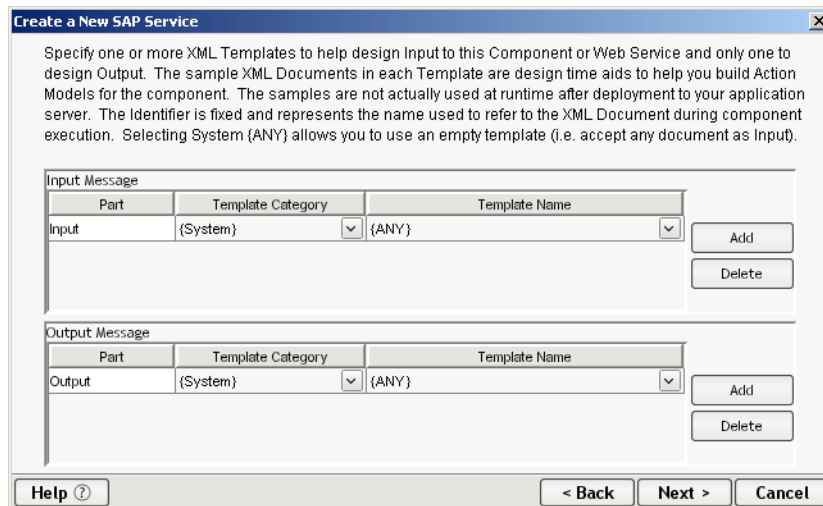 Create a New SAP Service
Specify one or more XML Templates to help design Input to this Component or Web Service and only one to
design Output. The sample XML Documents in each Template are design time aids to help you build Action
Models for the component. The samples are not actually used at runtime after deployment to your application
server. The Identifier is fixed and represents the name used to refer to the XML Document during component
execution. Selecting System {ANY} allows you to use an empty template (i.e. accept any document as Input).
Input Message
Part Template Category Template Name
Input {System} {ANY}
Add
Delete
Output Message
Part Template Category Template Name
Output {System} {ANY}
Add
Delete
Help ? < Back Next > Cancel